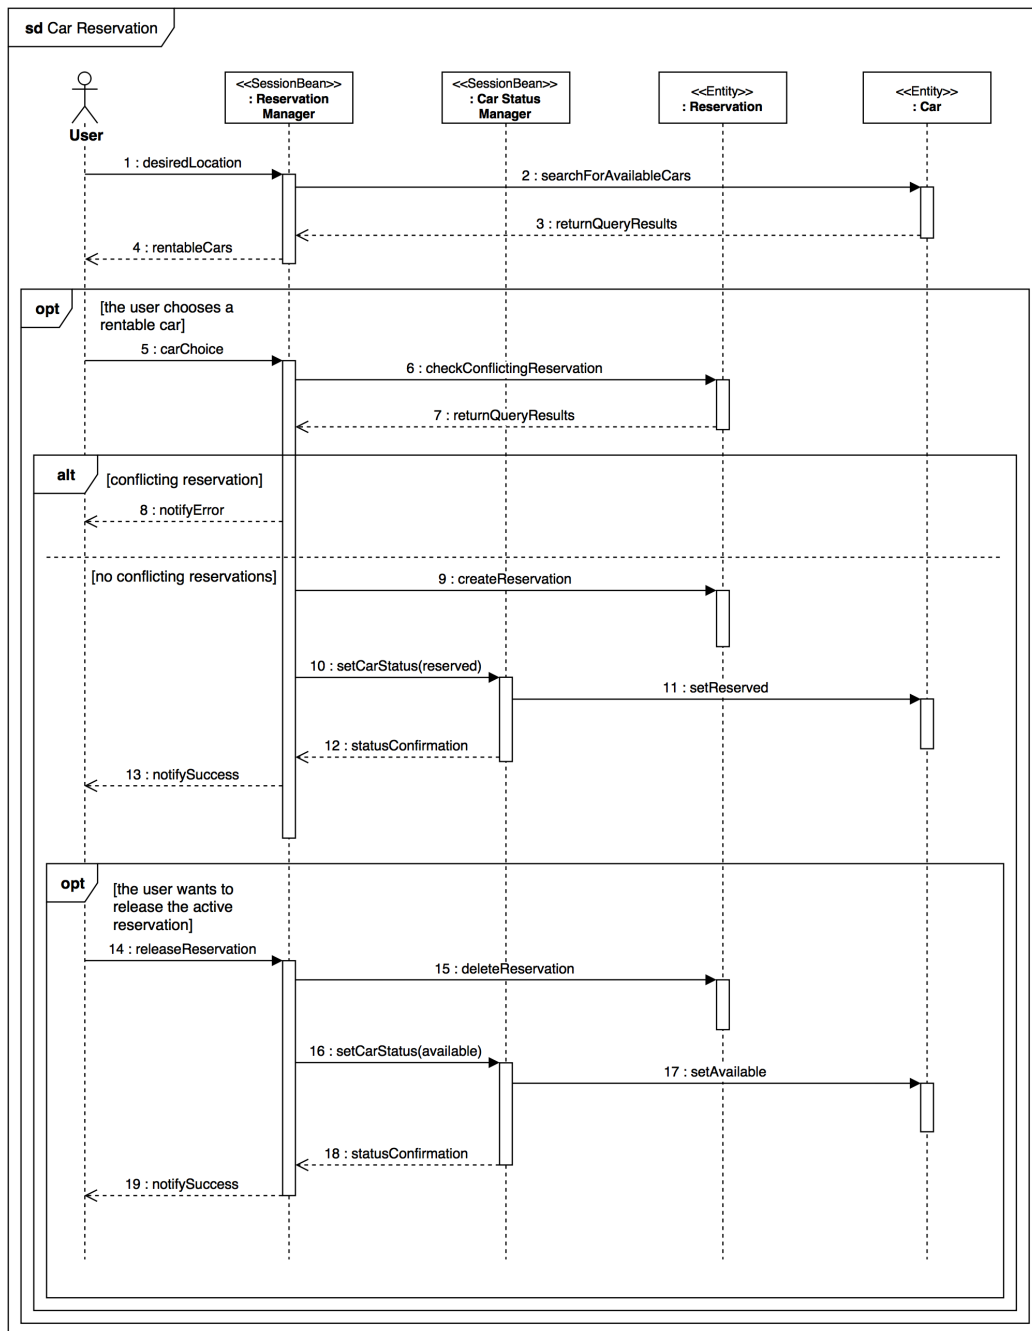 sd Car Reservation
User
<<SessionBean>>
: Reservation
Manager
<<SessionBean>>
: Car Status
Manager
<<Entity>>
: Reservation
<<Entity>>
: Car
1 : desiredLocation
2 : searchForAvailableCars
3 : returnQueryResults
4 : rentableCars
opt
[the user chooses a
rentable car]
5 : carChoice
6 : checkConflictingReservation
7 : returnQueryResults
alt
[conflicting reservation]
8 : notifyError
[no conflicting reservations]
9 : createReservation
10 : setCarStatus(reserved)
11 : setReserved
12 : statusConfirmation
13 : notifySuccess
opt
[the user wants to
release the active
reservation]
14 : releaseReservation
15 : deleteReservation
16 : setCarStatus(available)
17 : setAvailable
18 : statusConfirmation
19 : notifySuccess